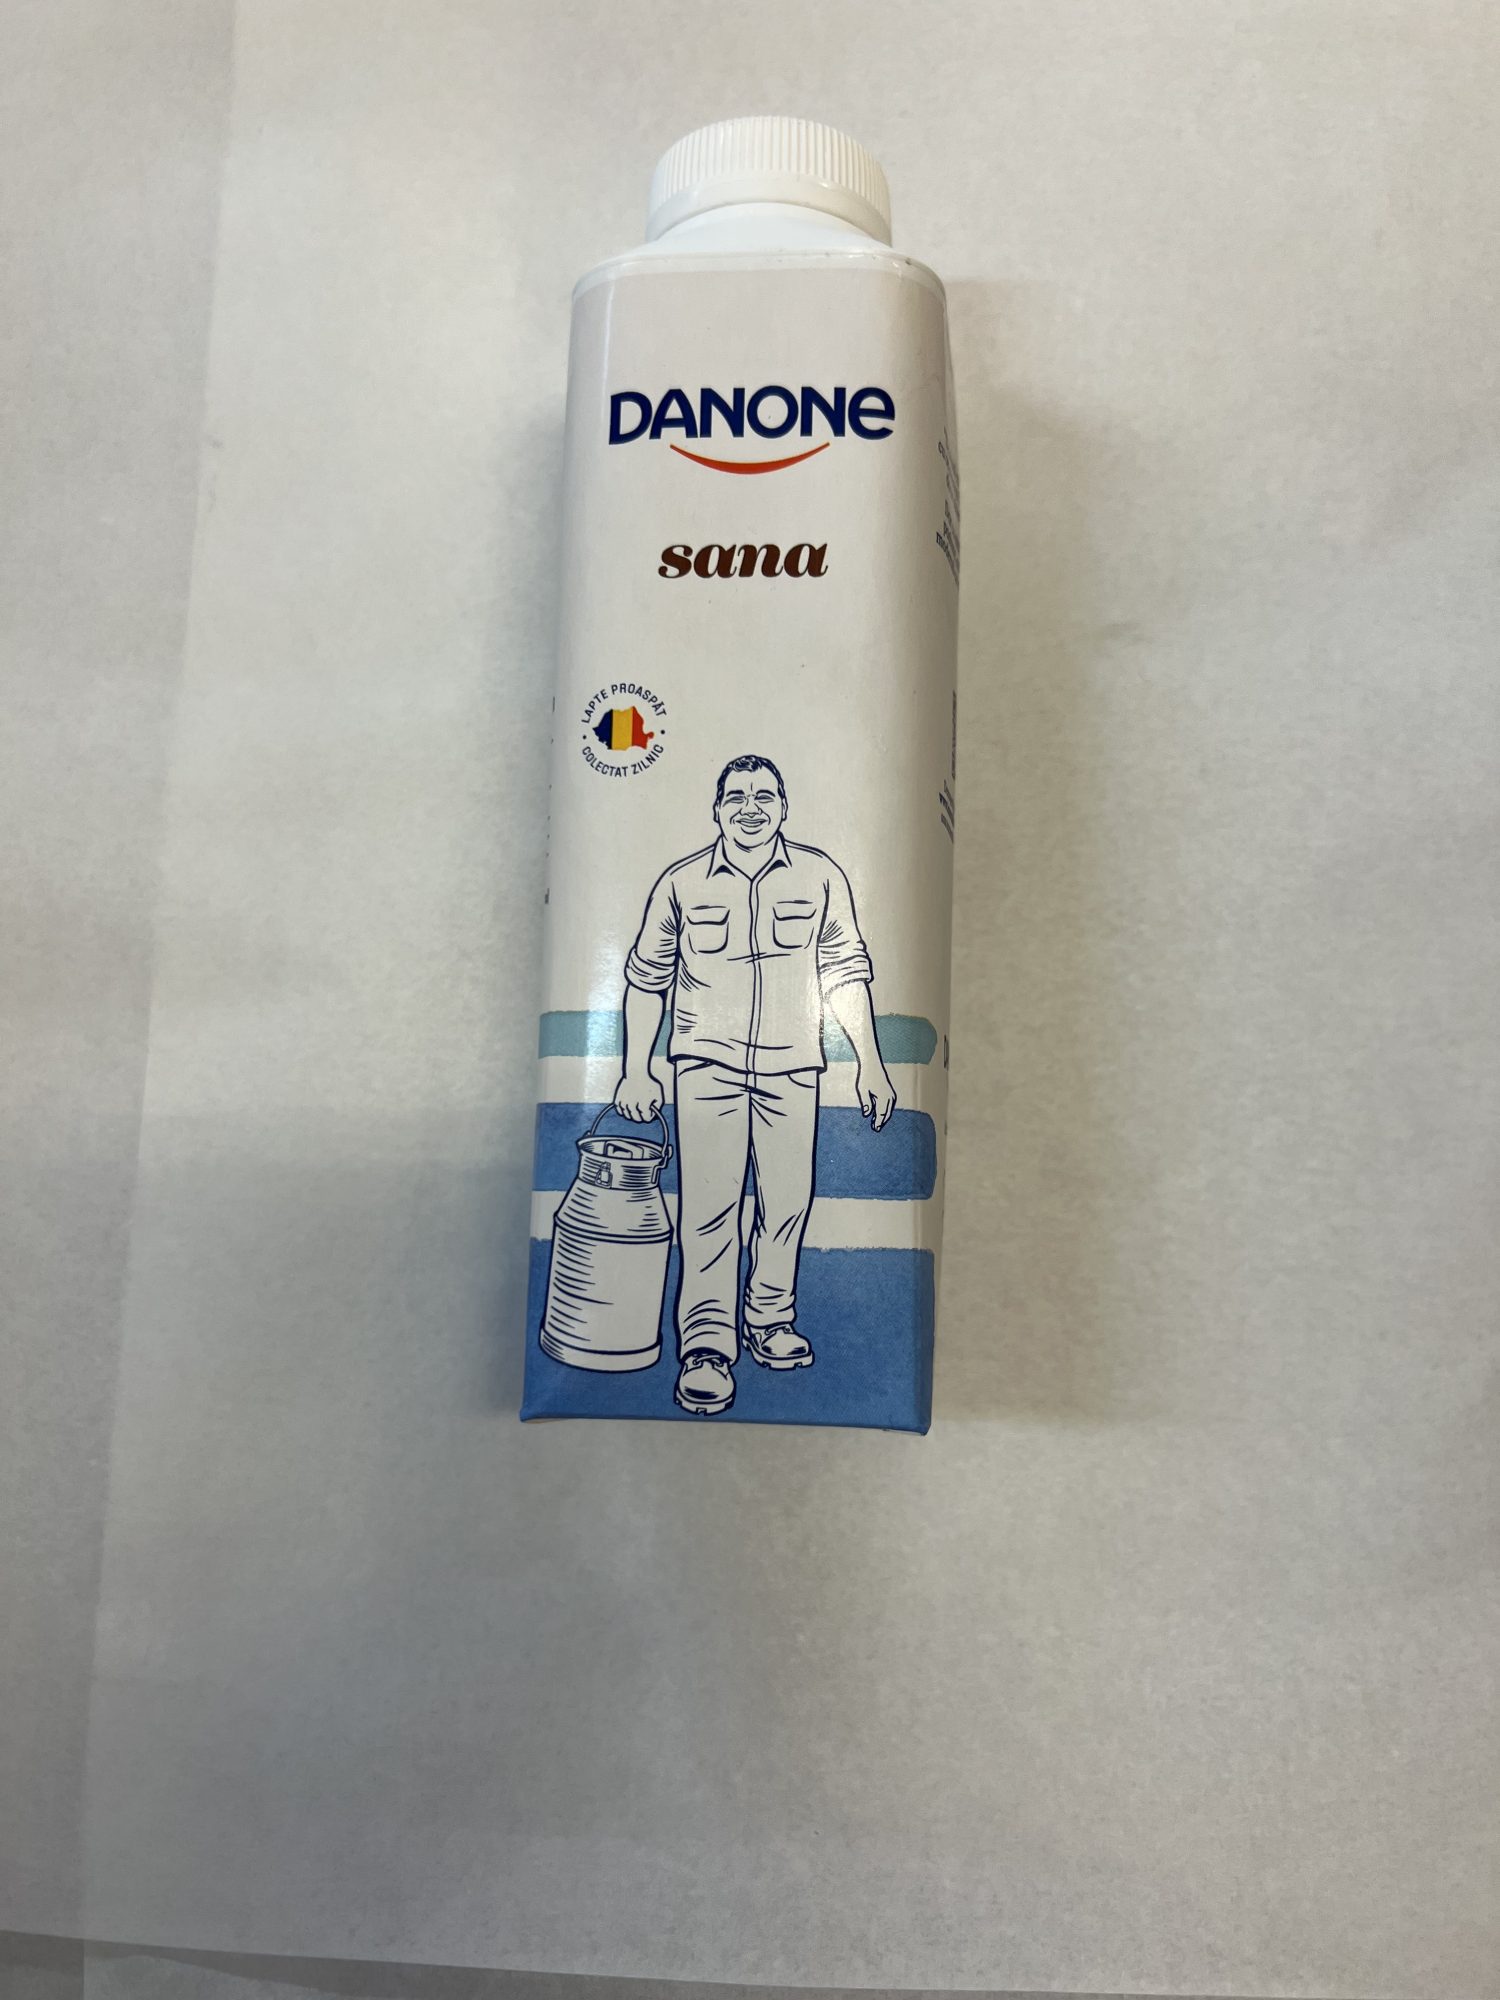 DANONE
sana
LAPTE PROASPĂT
COLECTAT ZILNIC